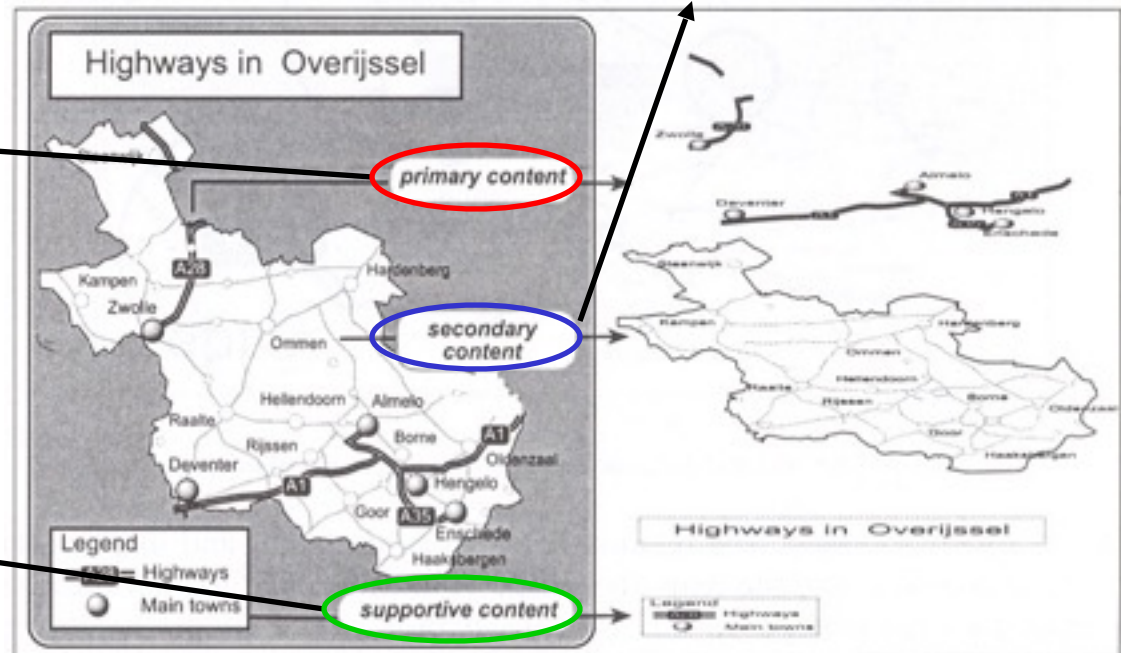 Highways in Overijssel
primary content
A28
Kampen
Zwolle
Hardenberg
secondary
content
Ommen
Hellendoorn
Almelo
Raalte
Rijssen
Borne
A1
Oldenzaal
Deventer
A1
Hengelo
Goor
A35
Enschede
Haaksbergen
Legend
Highways
Main towns
supportive content
Zwolle
Almelo
Deventer
Hengelo
Enschede
Steenwijk
Kampen
Hardenberg
Ommen
Hellendoorn
Raalte
Rijssen
Borne
Oldenzaal
Goor
Haaksbergen
Highways in Overijssel
Legend
Highways
Main towns